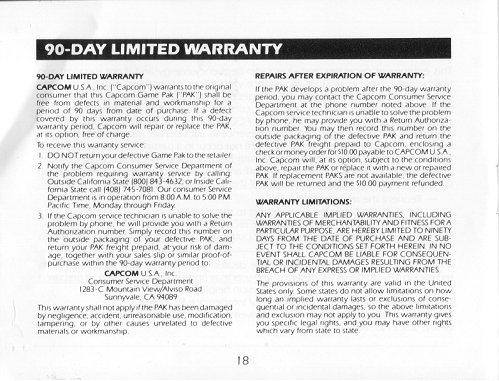 90-DAY LIMITED WARRANTY
90-DAY LIMITED WARRANTY
CAPCOM U.S.A., Inc. ("Capcom") warrants to the original
consumer that this Capcom Game Pak ("PAK") shall be
free from defects in material and workmanship for a
period of 90 days from date of purchase. If a defect
covered by this warranty occurs during this 90-day
warranty period, Capcom will repair or replace the PAK,
at its option, free of charge.
To receive this warranty service:
1. DO NOT return your defective Game Pak to the retailer.
2. Notify the Capcom Consumer Service Department of
the problem requiring warranty service by calling:
Outside California State (800) 843-4632, or Inside Cali-
fornia State call (408) 745-7081. Our consumer Service
Department is in operation from 8:00 A.M. to 5:00 P.M.
Pacific Time, Monday through Friday.
3. If the Capcom service technician is unable to solve the
problem by phone, he will provide you with a Return
Authorization number. Simply record this number on
the outside packaging of your defective PAK, and
return your PAK freight prepaid, at your risk of dam-
age, together with your sales slip or similar proof-of-
purchase within the 90-day warranty period to:
CAPCOM U.S.A., Inc.
Consumer Service Department
1283-C Mountain View/Alviso Road
Sunnyvale, CA 94089
This warranty shall not apply if the PAK has been damaged
by negligence, accident, unreasonable use, modification,
tampering, or by other causes unrelated to defective
materials or workmanship.
REPAIRS AFTER EXPIRATION OF WARRANTY:
If the PAK develops a problem after the 90-day warranty
period, you may contact the Capcom Consumer Service
Department at the phone number noted above. If the
Capcom service technician is unable to solve the problem
by phone, he may provide you with a Return Authoriza-
tion number. You may then record this number on the
outside packaging of the defective PAK and return the
defective PAK freight prepaid to Capcom, enclosing a
check or money order for $10.00 payable to CAPCOM U.S.A.,
Inc. Capcom will, at its option, subject to the conditions
above, repair the PAK or replace it with a new or repaired
PAK. If replacement PAKS are not available, the defective
PAK will be returned and the $10.00 payment refunded.
WARRANTY LIMITATIONS:
ANY APPLICABLE IMPLIED WARRANTIES, INCLUDING
WARRANTIES OF MERCHANTABILITY AND FITNESS FOR A
PARTICULAR PURPOSE, ARE HEREBY LIMITED TO NINETY
DAYS FROM THE DATE OF PURCHASE AND ARE SUB-
JECT TO THE CONDITIONS SET FORTH HEREIN. IN NO
EVENT SHALL CAPCOM BE LIABLE FOR CONSEQUEN-
TIAL OR INCIDENTAL DAMAGES RESULTING FROM THE
BREACH OF ANY EXPRESS OR IMPLIED WARRANTIES.
The provisions of this warranty are valid in the United
States only. Some states do not allow limitations on how
long an implied warranty lasts or exclusions of conse-
quential or incidental damages, so the above limitations
and exclusion may not apply to you. This warranty gives
you specific legal rights, and you may have other rights
which vary from state to state.
18